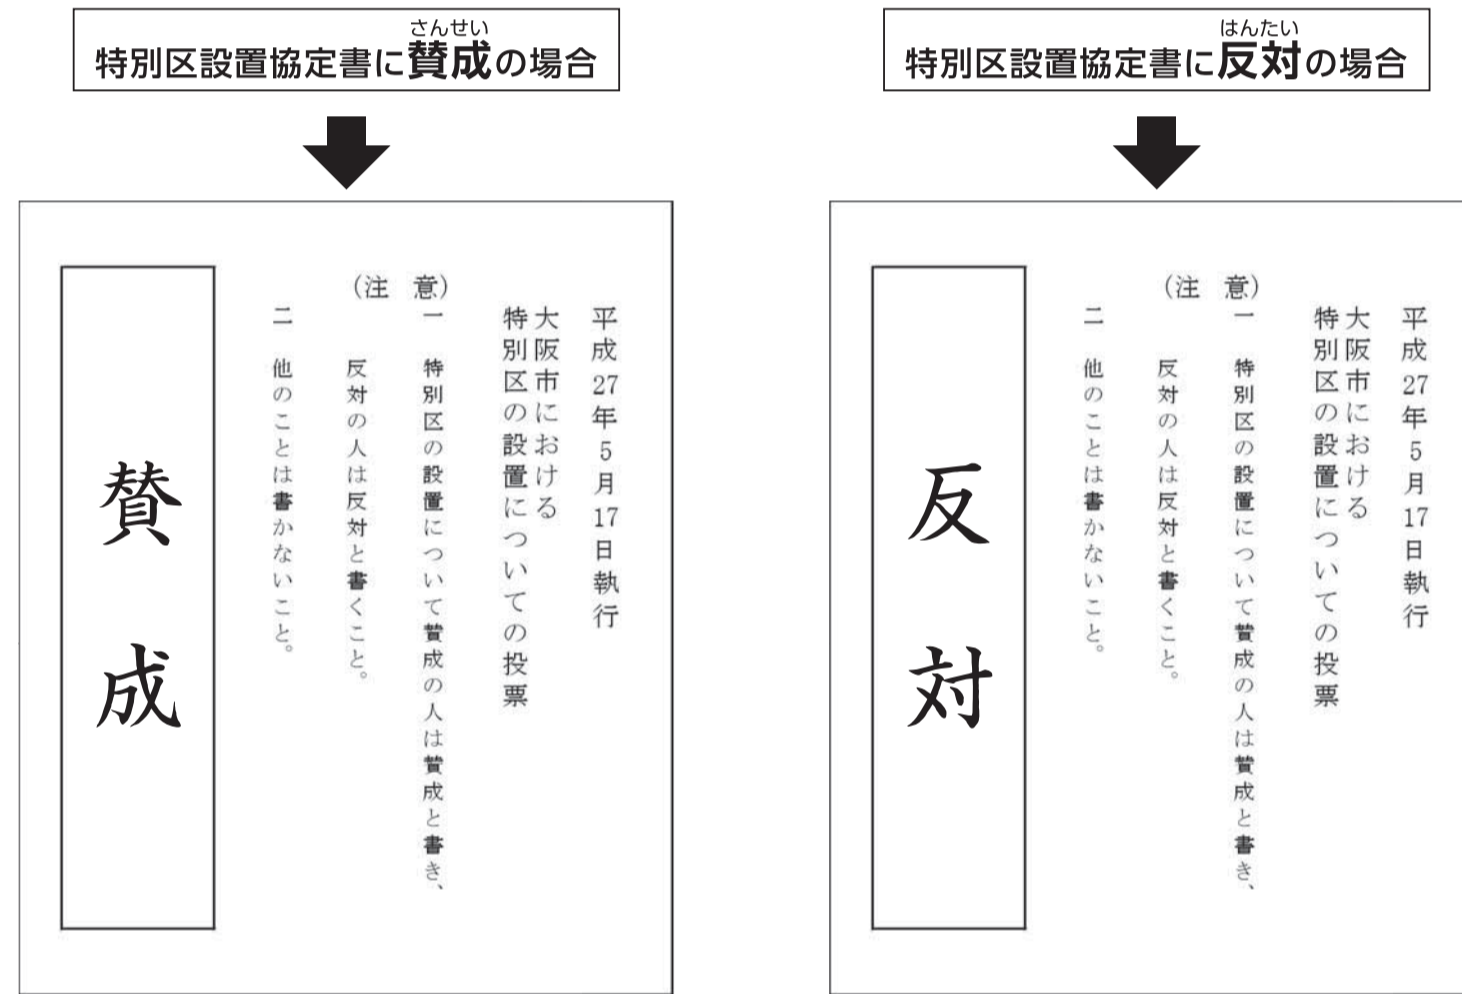 さんせい
特別区設置協定書に賛成の場合
平成27年5月17日執行
大阪市における
特別区の設置についての投票
(注意)
一 特別区の設置について賛成の人は賛成と書き、
反対の人は反対と書くこと。
二 他のことは書かないこと。
賛成
はんたい
特別区設置協定書に反対の場合
平成27年5月17日執行
大阪市における
特別区の設置についての投票
(注意)
一 特別区の設置について賛成の人は賛成と書き、
反対の人は反対と書くこと。
二 他のことは書かないこと。
反対